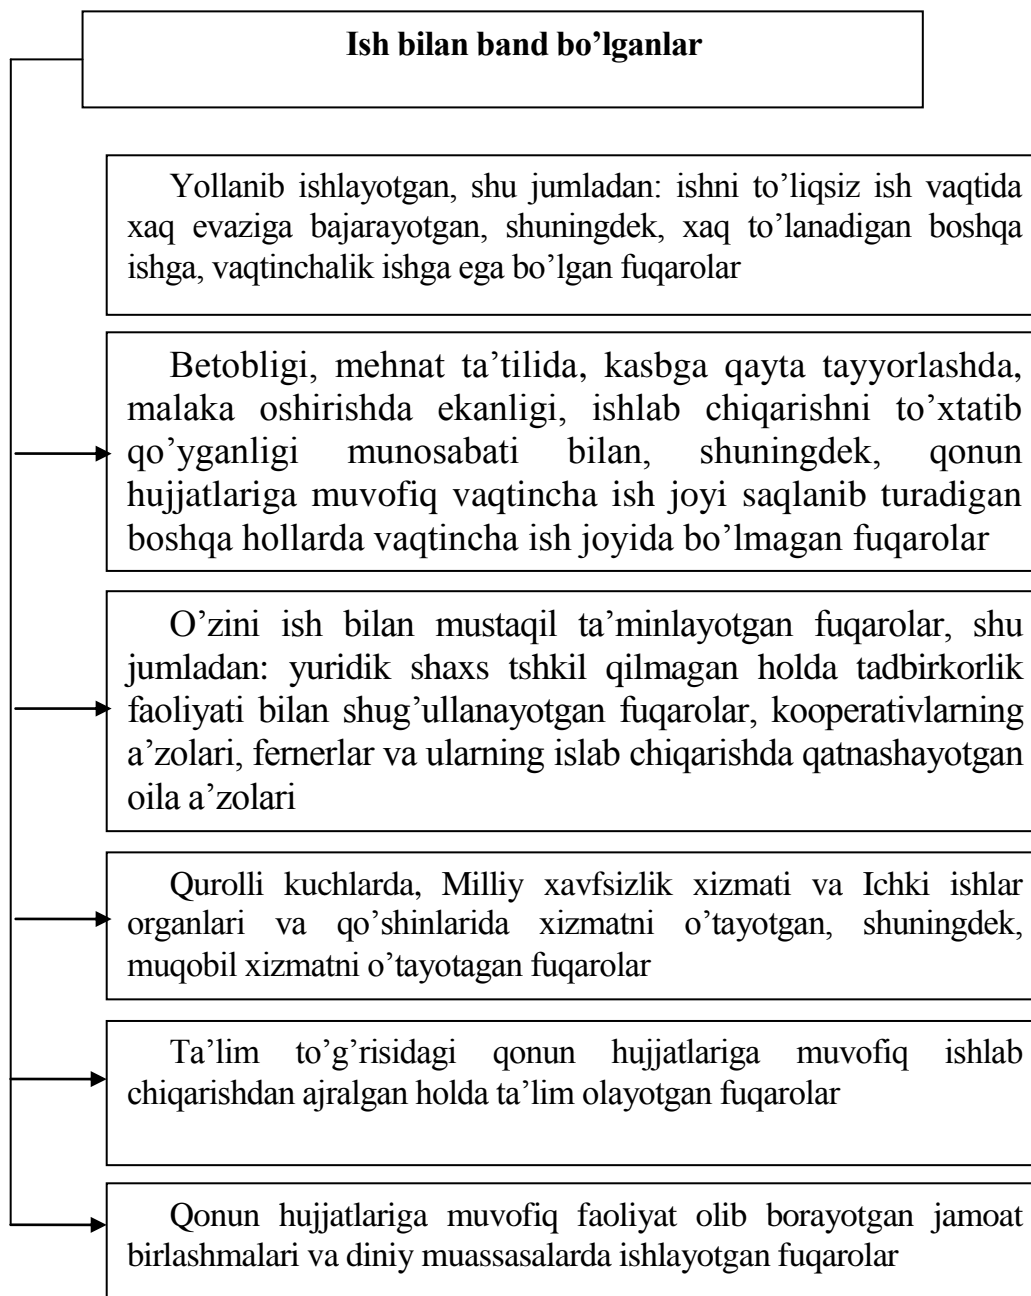 Ish bilan band bo’lganlar
Yollanib ishlayotgan, shu jumladan: ishni to’liqsiz ish vaqtida
xaq evaziga bajarayotgan, shuningdek, xaq to’lanadigan boshqa
ishga, vaqtinchalik ishga ega bo’lgan fuqarolar
Betobligi, mehnat ta’tilida, kasbga qayta tayyorlashda,
malaka oshirishda ekanligi, ishlab chiqarishni to’xtatib
qo’yganligi munosabati bilan, shuningdek, qonun
hujjatlariga muvofiq vaqtincha ish joyi saqlanib turadigan
boshqa hollarda vaqtincha ish joyida bo’lmagan fuqarolar
O’zini ish bilan mustaqil ta’minlayotgan fuqarolar, shu
jumladan: yuridik shaxs tshkil qilmagan holda tadbirkorlik
faoliyati bilan shug’ullanayotgan fuqarolar, kooperativlarning
a’zolari, fernerlar va ularning islab chiqarishda qatnashayotgan
oila a’zolari
Qurolli kuchlarda, Milliy xavfsizlik xizmati va Ichki ishlar
organlari va qo’shinlarida xizmatni o’tayotgan, shuningdek,
muqobil xizmatni o’tayotagan fuqarolar
Ta’lim to’g’risidagi qonun hujjatlariga muvofiq ishlab
chiqarishdan ajralgan holda ta’lim olayotgan fuqarolar
Qonun hujjatlariga muvofiq faoliyat olib borayotgan jamoat
birlashmalari va diniy muassasalarda ishlayotgan fuqarolar